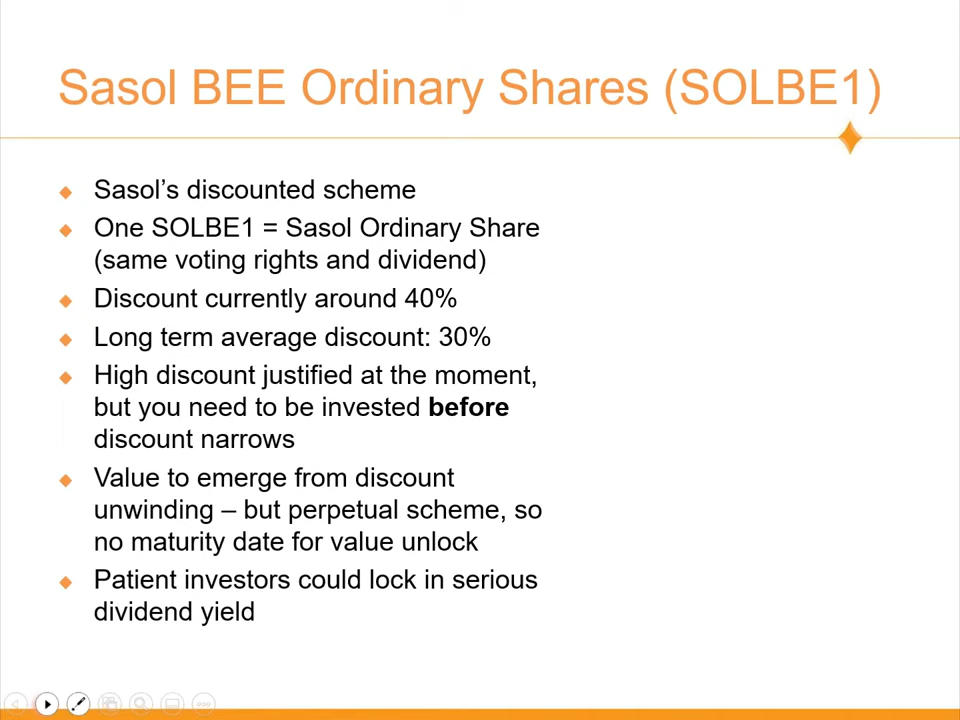 Sasol BEE Ordinary Shares (SOLBE1)
Sasol’s discounted scheme
One SOLBE1 = Sasol Ordinary Share
(same voting rights and dividend)
Discount currently around 40%
Long term average discount: 30%
High discount justified at the moment,
but you need to be invested before
discount narrows
Value to emerge from discount
unwinding – but perpetual scheme, so
no maturity date for value unlock
Patient investors could lock in serious
dividend yield